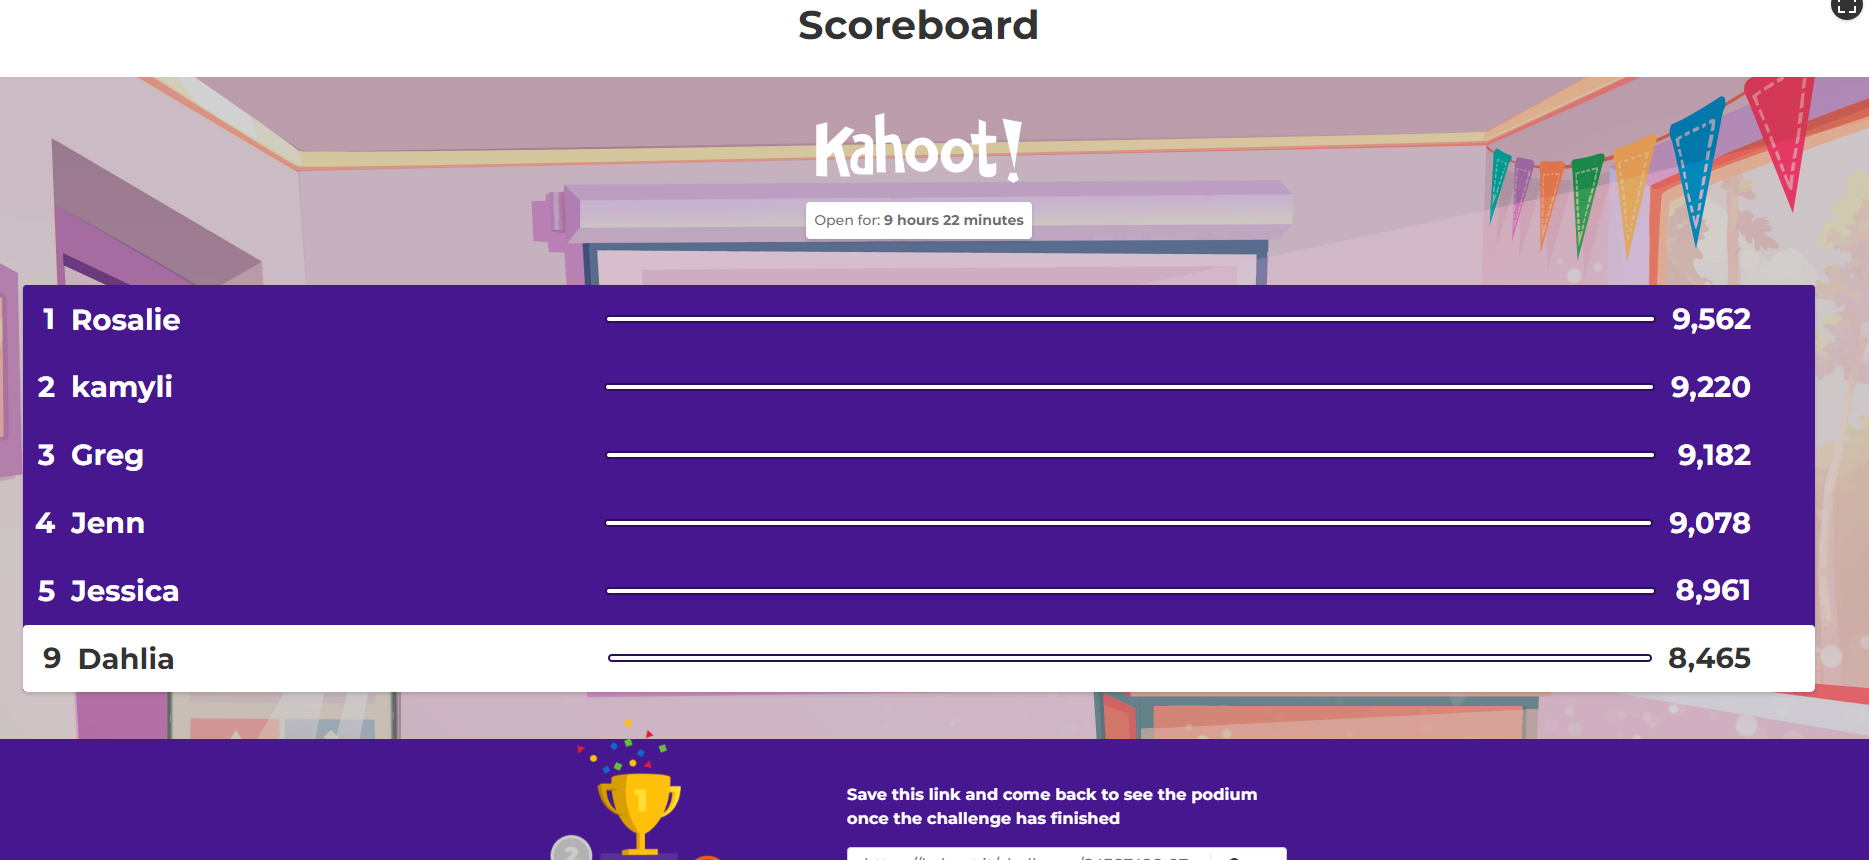 Scoreboard
Kahoot!
Open for: 9 hours 22 minutes
1 Rosalie 9,562
2 kamyli 9,220
3 Greg 9,182
4 Jenn 9,078
5 Jessica 8,961
9 Dahlia 8,465
1
2
Save this link and come back to see the podium
once the challenge has finished